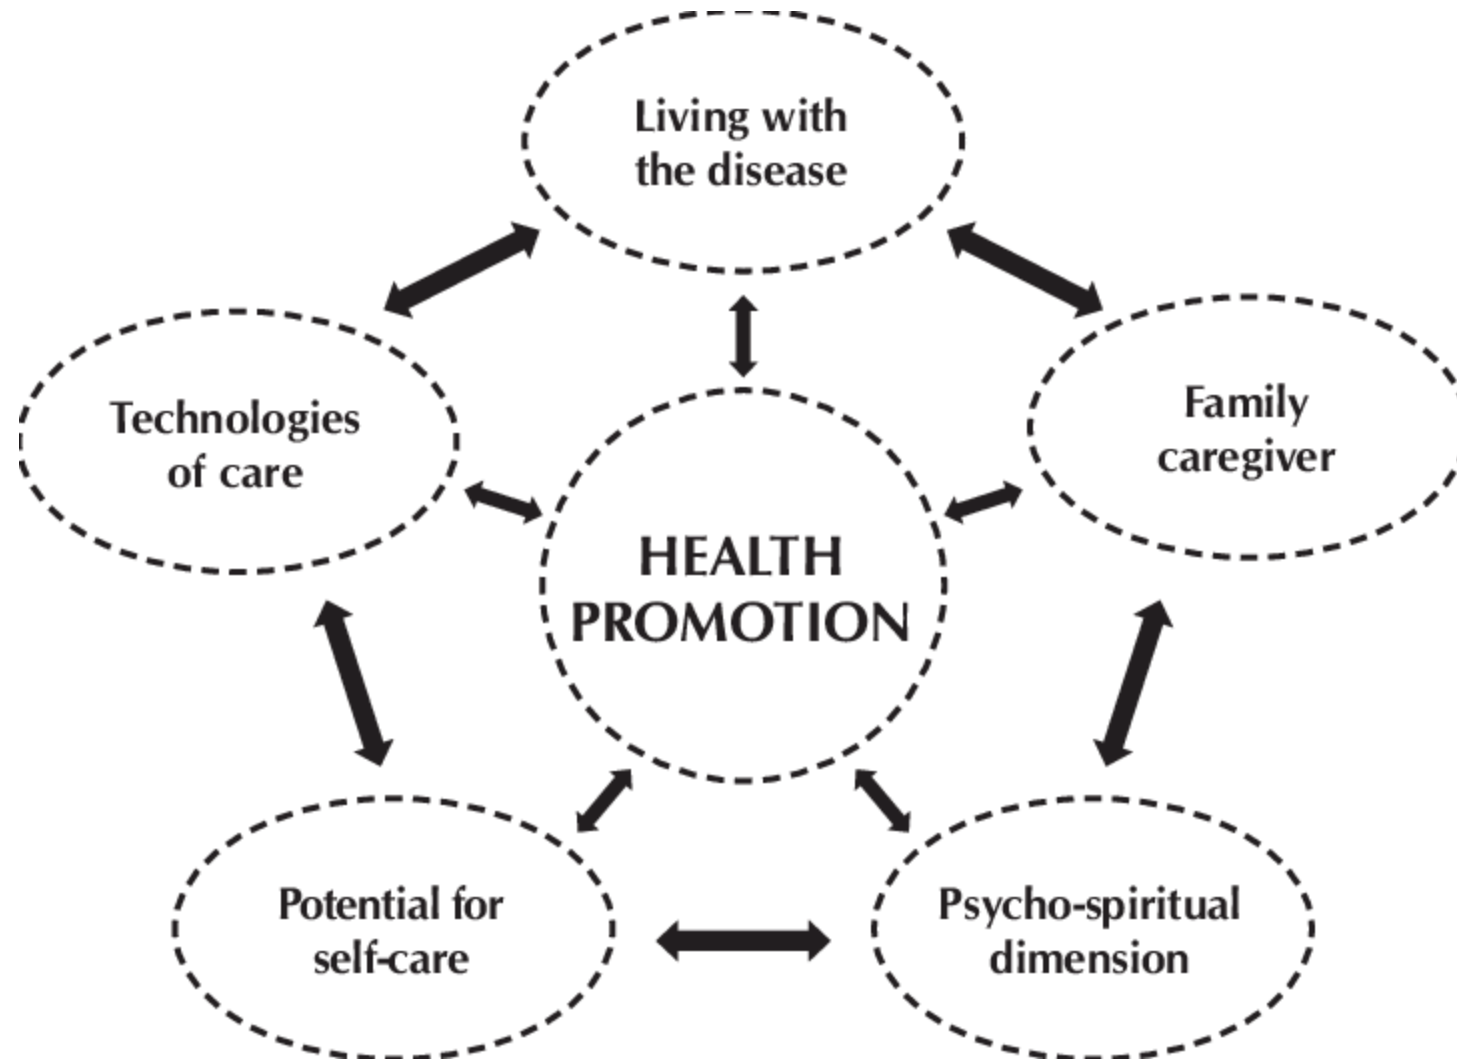 Living with
the disease
Technologies
of care
Family
caregiver
HEALTH
PROMOTION
Potential for
self-care
Psycho-spiritual
dimension